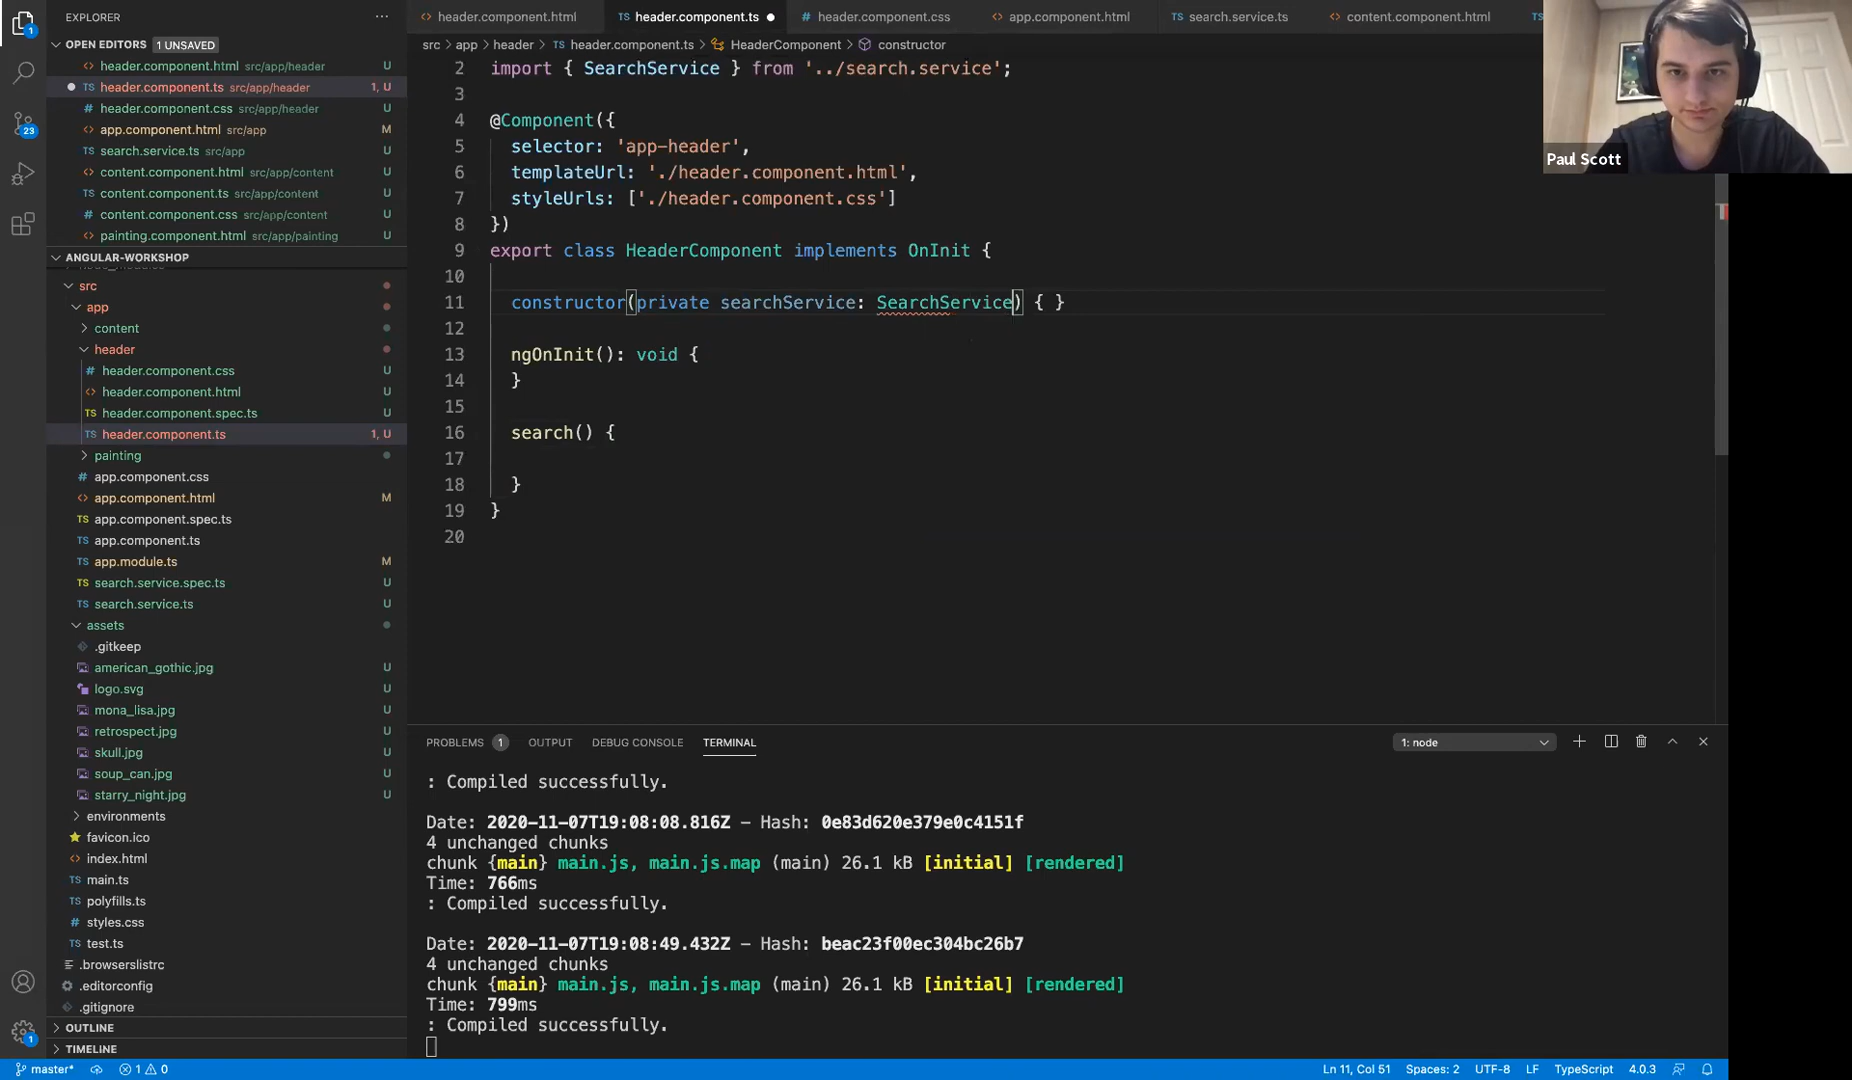 EXPLORER
OPEN EDITORS 1 UNSAVED
header.component.html src/app/header U
header.component.ts src/app/header 1, U
header.component.css src/app/header U
app.component.html src/app M
search.service.ts src/app U
content.component.html src/app/content U
content.component.ts src/app/content U
content.component.css src/app/content U
painting.component.html src/app/painting U
ANGULAR-WORKSHOP
src
app
content
header
header.component.css U
header.component.html U
header.component.spec.ts U
header.component.ts 1, U
painting
app.component.css
app.component.html M
app.component.spec.ts
app.component.ts
app.module.ts M
search.service.spec.ts U
search.service.ts U
assets
.gitkeep
american_gothic.jpg U
logo.svg U
mona_lisa.jpg U
retrospect.jpg U
skull.jpg U
soup_can.jpg U
starry_night.jpg U
environments
favicon.ico
index.html
main.ts
polyfills.ts
styles.css
test.ts
.browserslistrc
.editorconfig
.gitignore
OUTLINE
TIMELINE
header.component.html header.component.ts header.component.css app.component.html search.service.ts content.component.html
src > app > header > header.component.ts > HeaderComponent > constructor
2 import { SearchService } from '../search.service';
3
4 @Component({
5 selector: 'app-header',
6 templateUrl: './header.component.html',
7 styleUrls: ['./header.component.css']
8 })
9 export class HeaderComponent implements OnInit {
10
11 constructor(private searchService: SearchService) { }
12
13 ngOnInit(): void {
14 }
15
16 search() {
17
18 }
19 }
20
Paul Scott
PROBLEMS 1 OUTPUT DEBUG CONSOLE TERMINAL 1: node
: Compiled successfully.
Date: 2020-11-07T19:08:08.816Z - Hash: 0e83d620e379e0c4151f
4 unchanged chunks
chunk {main} main.js, main.js.map (main) 26.1 kB [initial] [rendered]
Time: 766ms
: Compiled successfully.
Date: 2020-11-07T19:08:49.432Z - Hash: beac23f00ec304bc26b7
4 unchanged chunks
chunk {main} main.js, main.js.map (main) 26.1 kB [initial] [rendered]
Time: 799ms
: Compiled successfully.
master* 1 0 Ln 11, Col 51 Spaces: 2 UTF-8 LF TypeScript 4.0.3